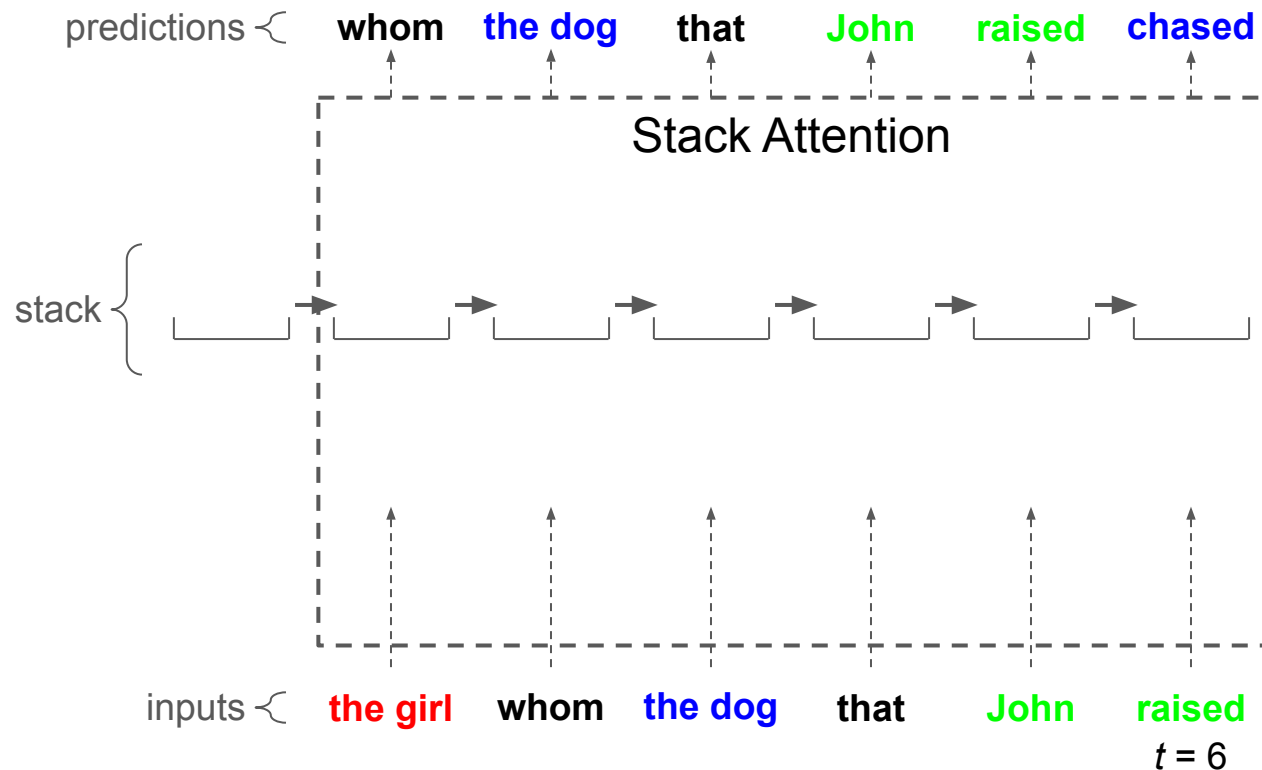 predictions whom the dog that John raised chased
Stack Attention
stack
inputs the girl whom the dog that John raised
t = 6